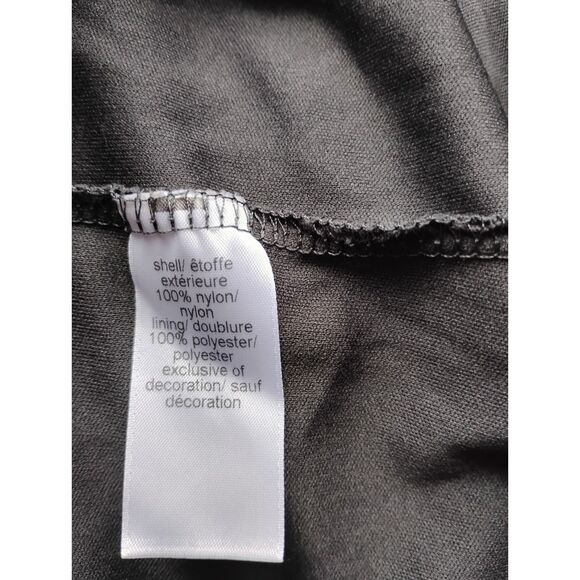 shell/ étoffe
extérieure
100% nylon/
nylon
lining/ doublure
100% polyester/
polyester
exclusive of
decoration/ sauf
décoration